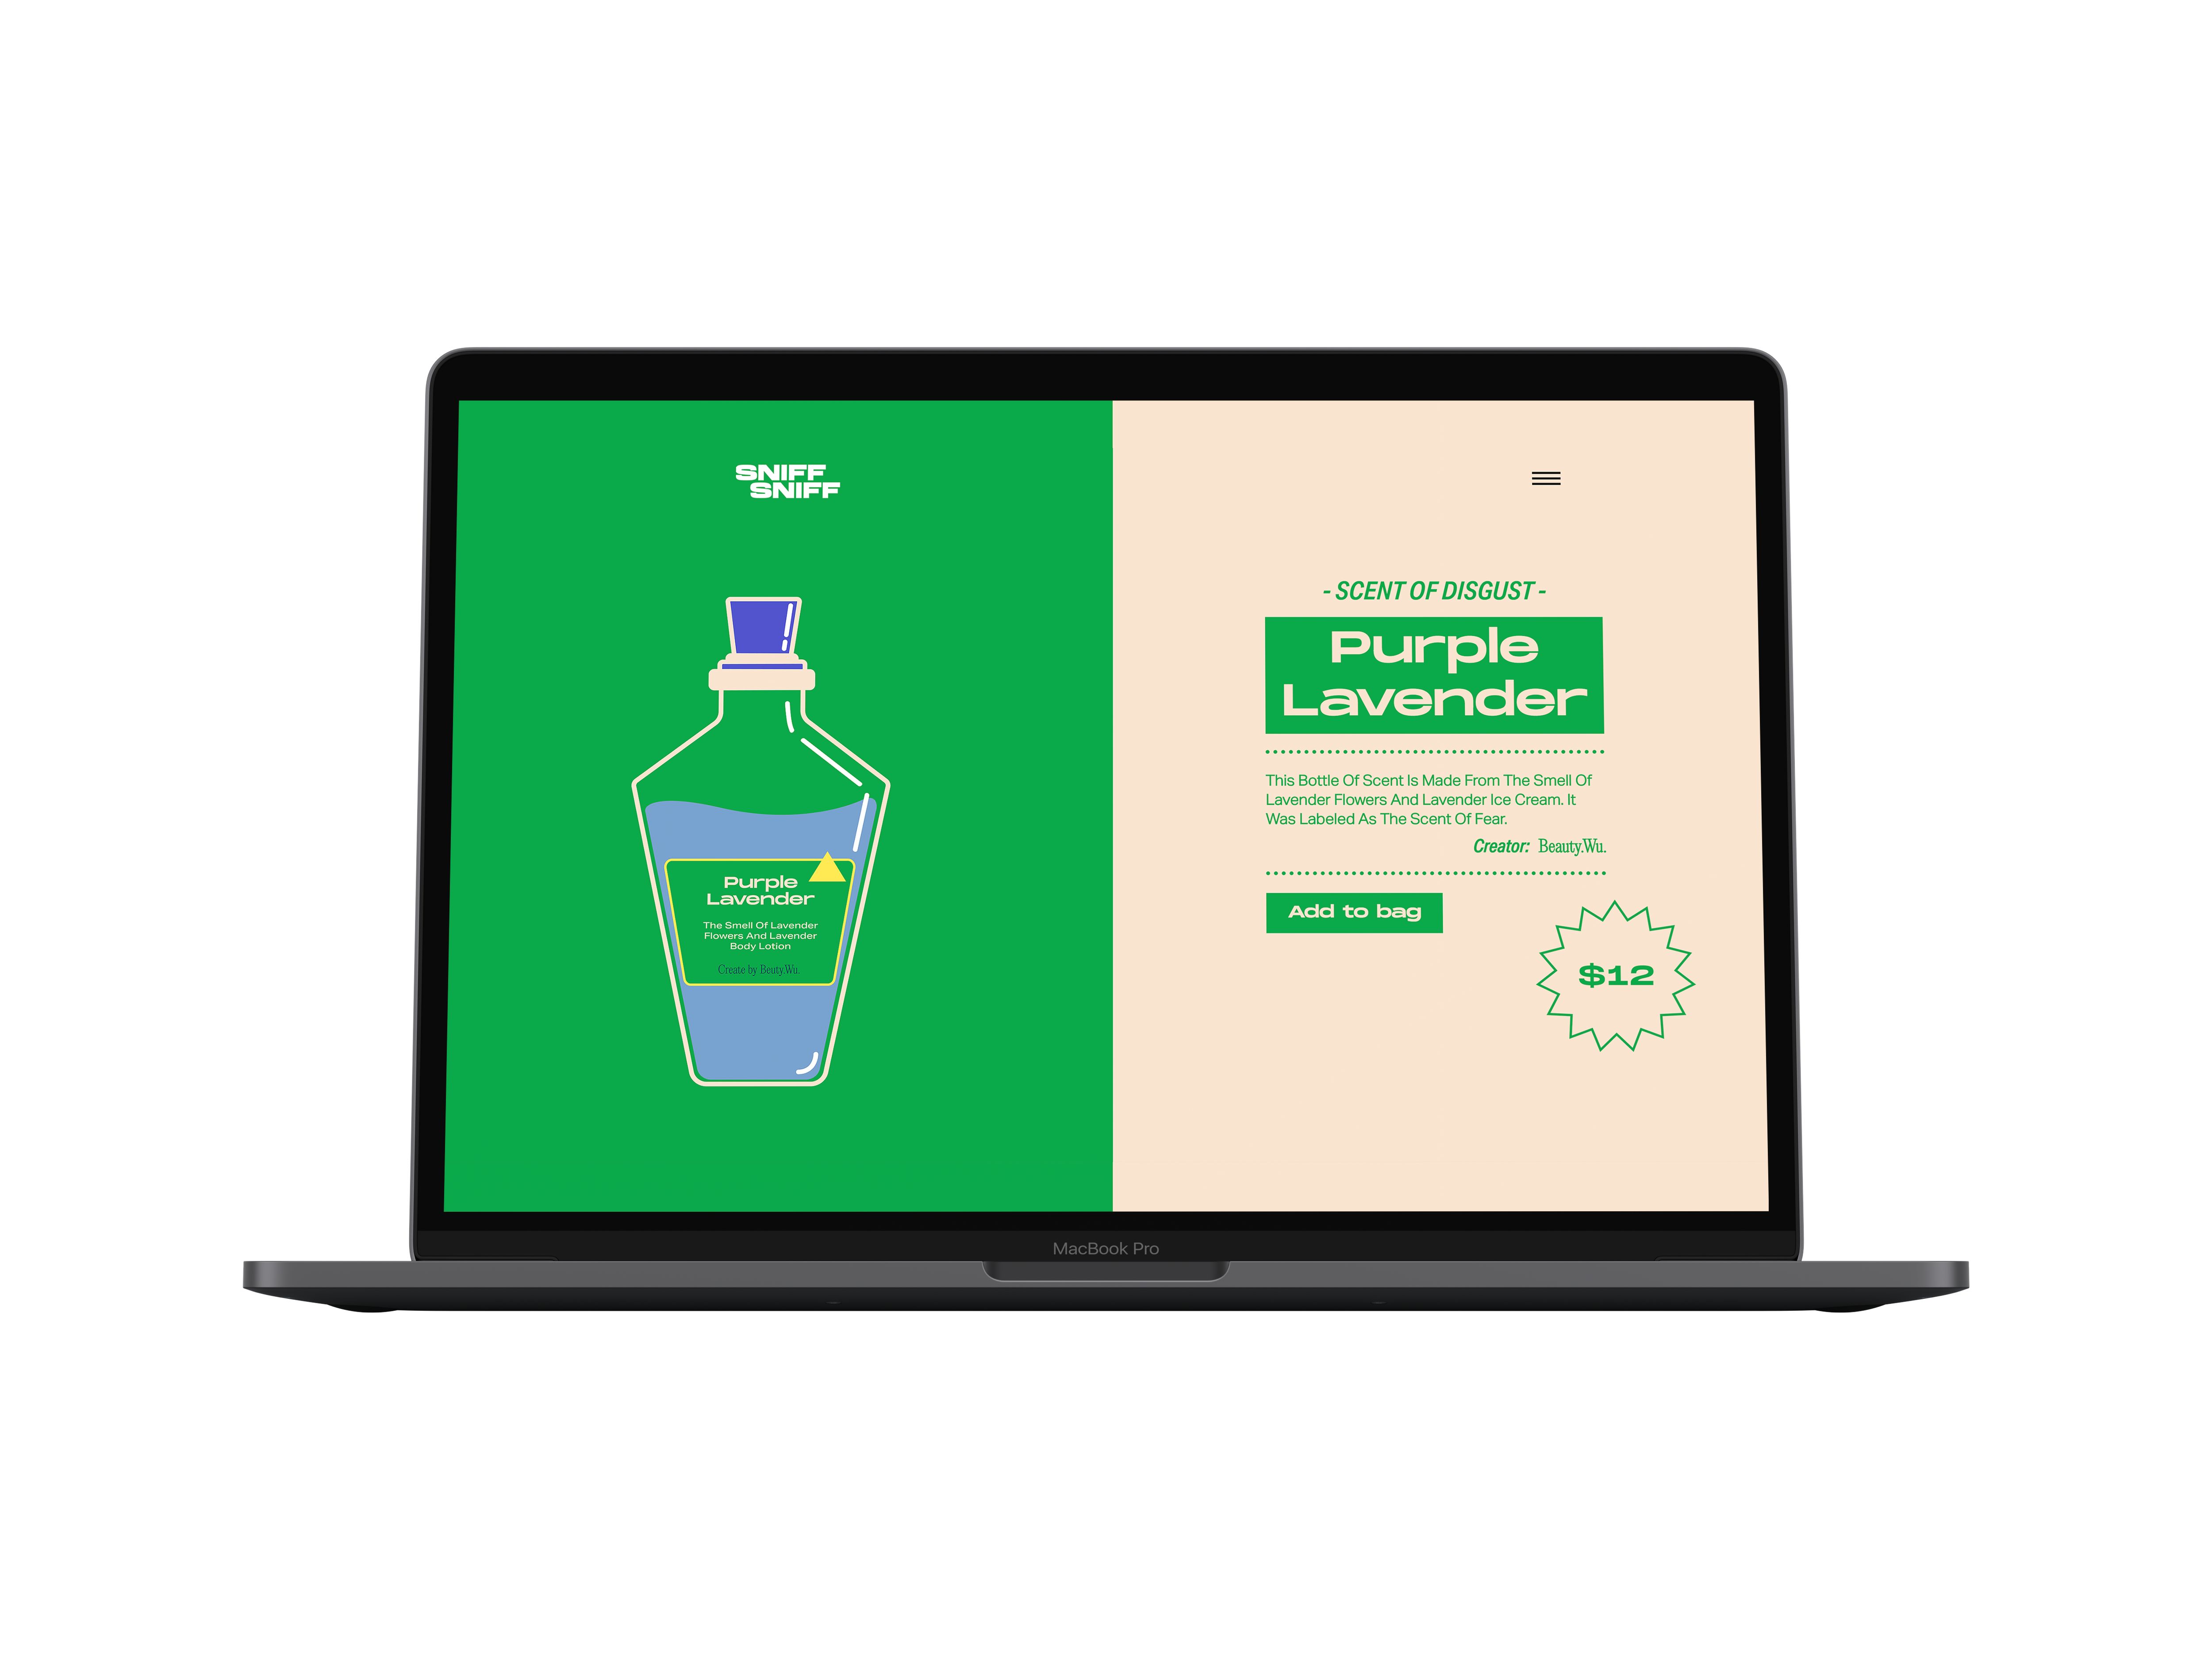 SNIFF
SNIFF
Purple
Lavender
The Smell Of Lavender
Flowers And Lavender
Body Lotion
Create by Beuty.Wu.
- SCENT OF DISGUST -
Purple
Lavender
This Bottle Of Scent Is Made From The Smell Of
Lavender Flowers And Lavender Ice Cream. It
Was Labeled As The Scent Of Fear.
Creator: Beauty.Wu.
Add to bag
$12
MacBook Pro